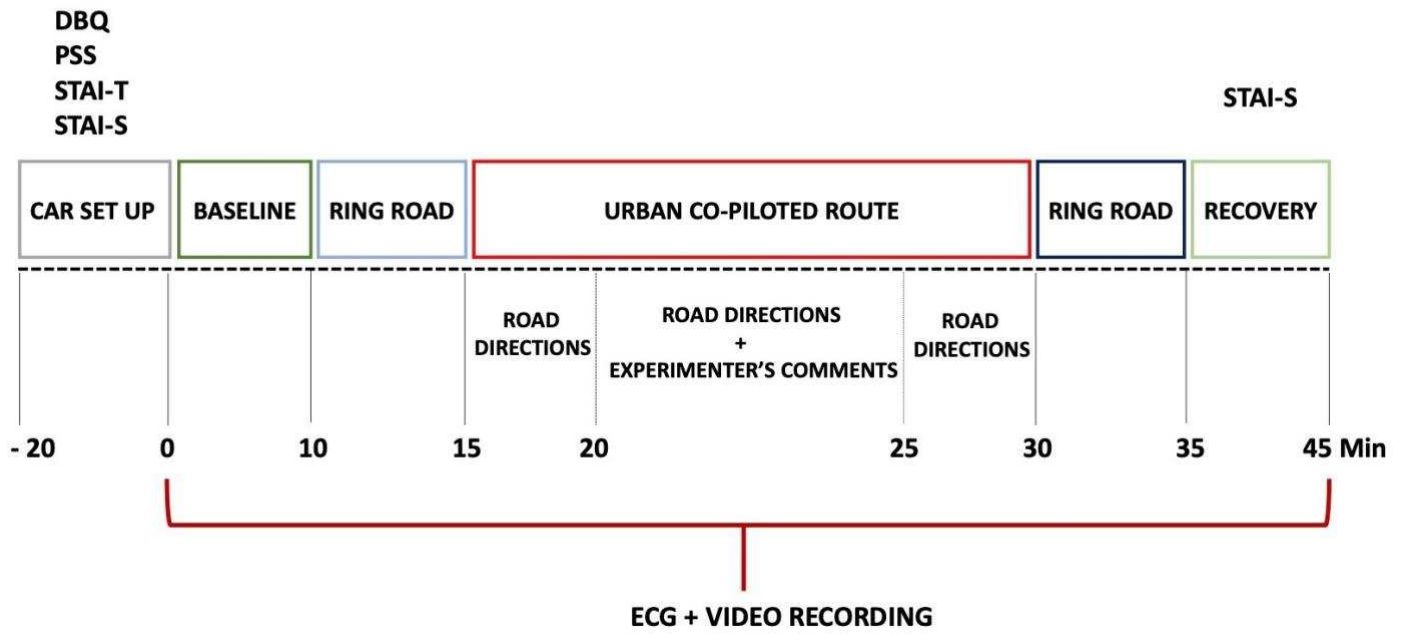 DBQ
PSS
STAI-T
STAI-S
STAI-S
CAR SET UP
BASELINE
RING ROAD
URBAN CO-PILOTED ROUTE
RING ROAD
RECOVERY
ROAD
DIRECTIONS
ROAD DIRECTIONS
+
EXPERIMENTER’S COMMENTS
ROAD
DIRECTIONS
- 20
0
10
15
20
25
30
35
45 Min
ECG + VIDEO RECORDING